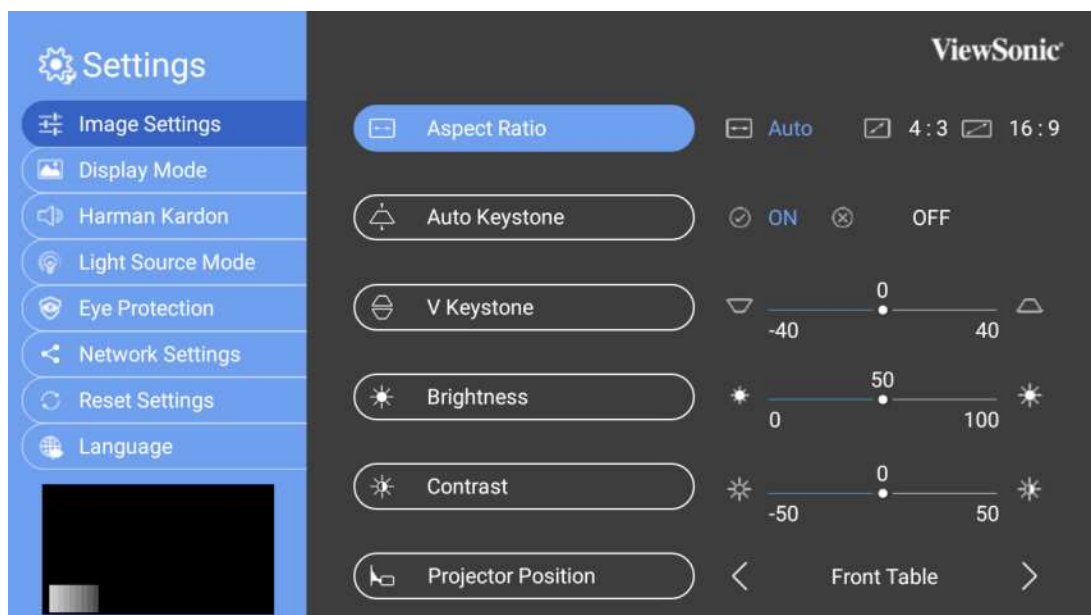 Settings
ViewSonic
Image Settings
Display Mode
Harman Kardon
Light Source Mode
Eye Protection
Network Settings
Reset Settings
Language
Aspect Ratio Auto 4:3 16:9
Auto Keystone ON OFF
V Keystone 0
-40 40
Brightness 50
0 100
Contrast 0
-50 50
Projector Position Front Table